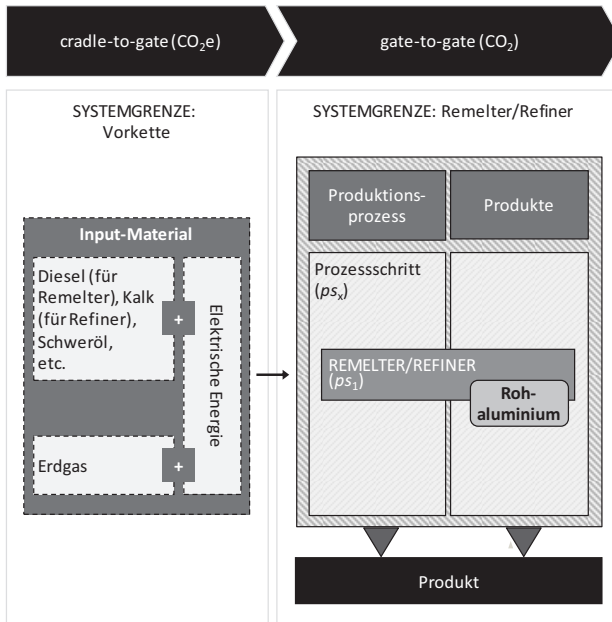 cradle-to-gate (CO₂e)
gate-to-gate (CO₂)
SYSTEMGRENZE:
Vorkette
SYSTEMGRENZE: Remelter/Refiner
Input-Material
Diesel (für
Remelter), Kalk
(für Refiner),
Schweröl,
etc.
+
Elektrische Energie
Erdgas
+
Produktions-
prozess
Produkte
Prozessschritt
(psₓ)
REMELTER/REFINER
(ps₁)
Roh-
aluminium
Produkt